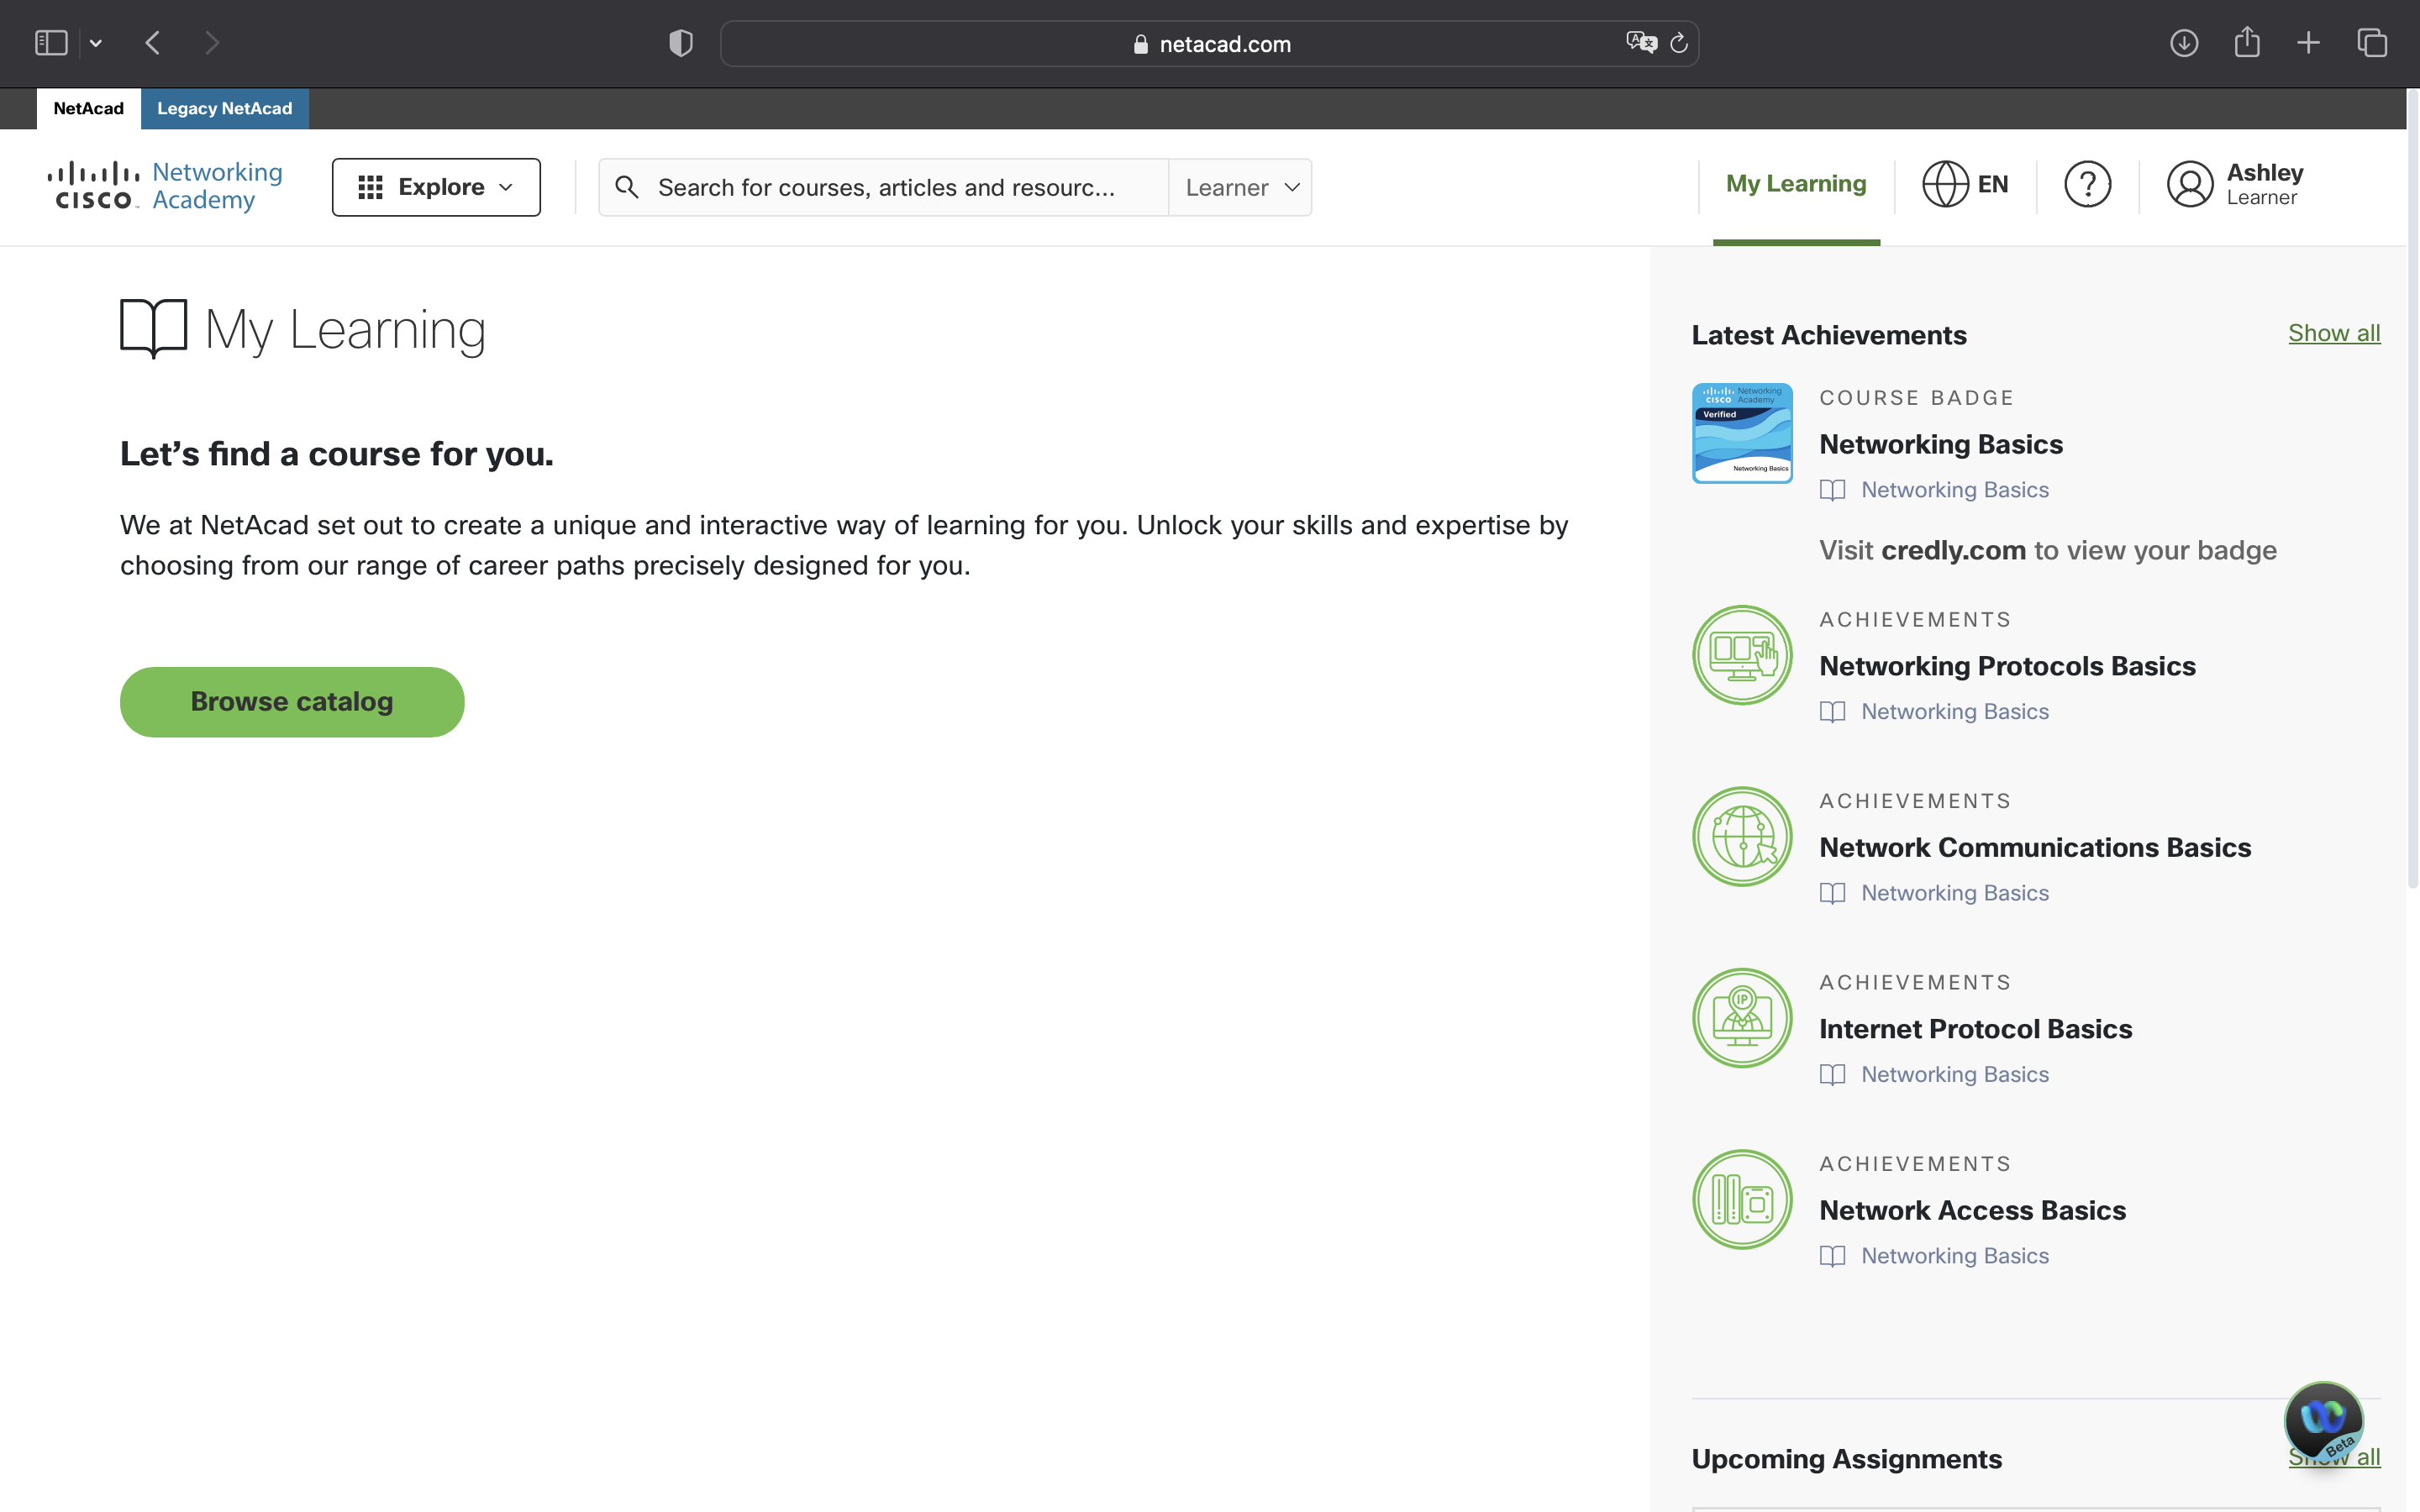 netacad.com
NetAcad
Legacy NetAcad
CISCO
Networking
Academy
Explore
Search for courses, articles and resourc...
Learner
My Learning
EN
?
Ashley
Learner
My Learning
Let's find a course for you.
We at NetAcad set out to create a unique and interactive way of learning for you. Unlock your skills and expertise by
choosing from our range of career paths precisely designed for you.
Browse catalog
Latest Achievements
Show all
CISCO
Networking
Academy
Verified
Networking Basics
COURSE BADGE
Networking Basics
Networking Basics
Visit credly.com to view your badge
ACHIEVEMENTS
Networking Protocols Basics
Networking Basics
ACHIEVEMENTS
Network Communications Basics
Networking Basics
IP
ACHIEVEMENTS
Internet Protocol Basics
Networking Basics
ACHIEVEMENTS
Network Access Basics
Networking Basics
Upcoming Assignments
Show all
Beta